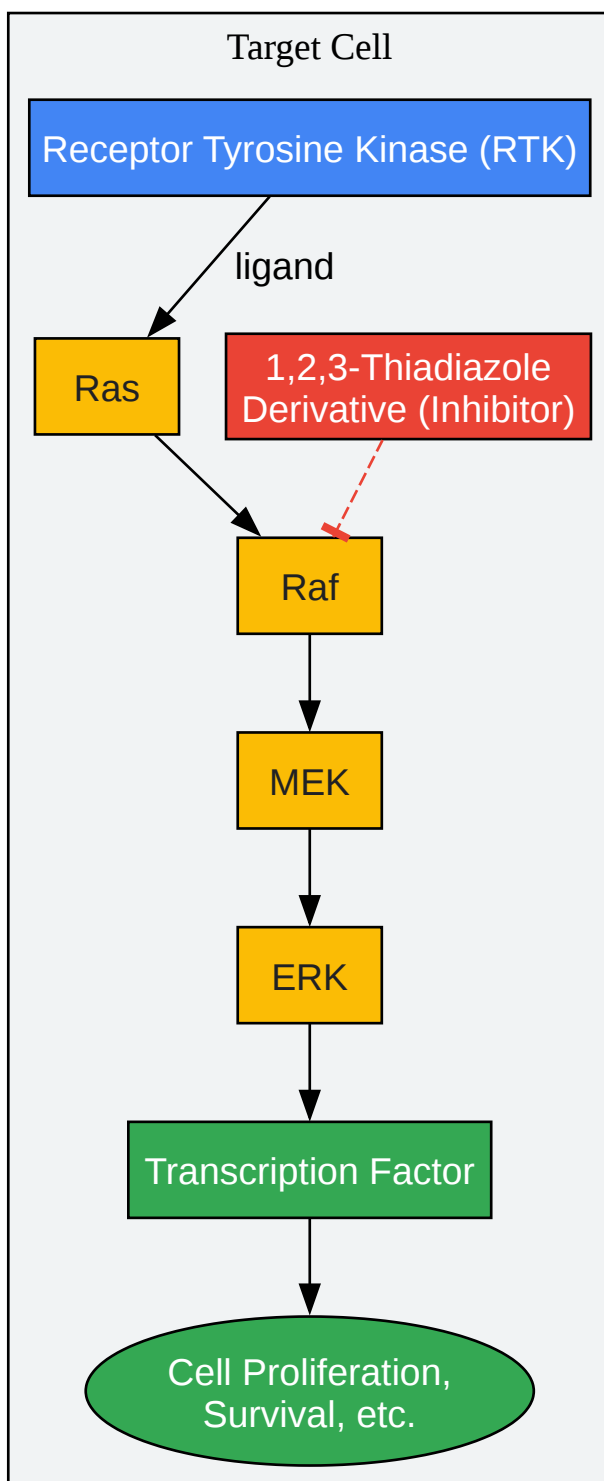 Target Cell
Receptor Tyrosine Kinase (RTK)
ligand
Ras
1,2,3-Thiadiazole
Derivative (Inhibitor)
Raf
MEK
ERK
Transcription Factor
Cell Proliferation,
Survival, etc.